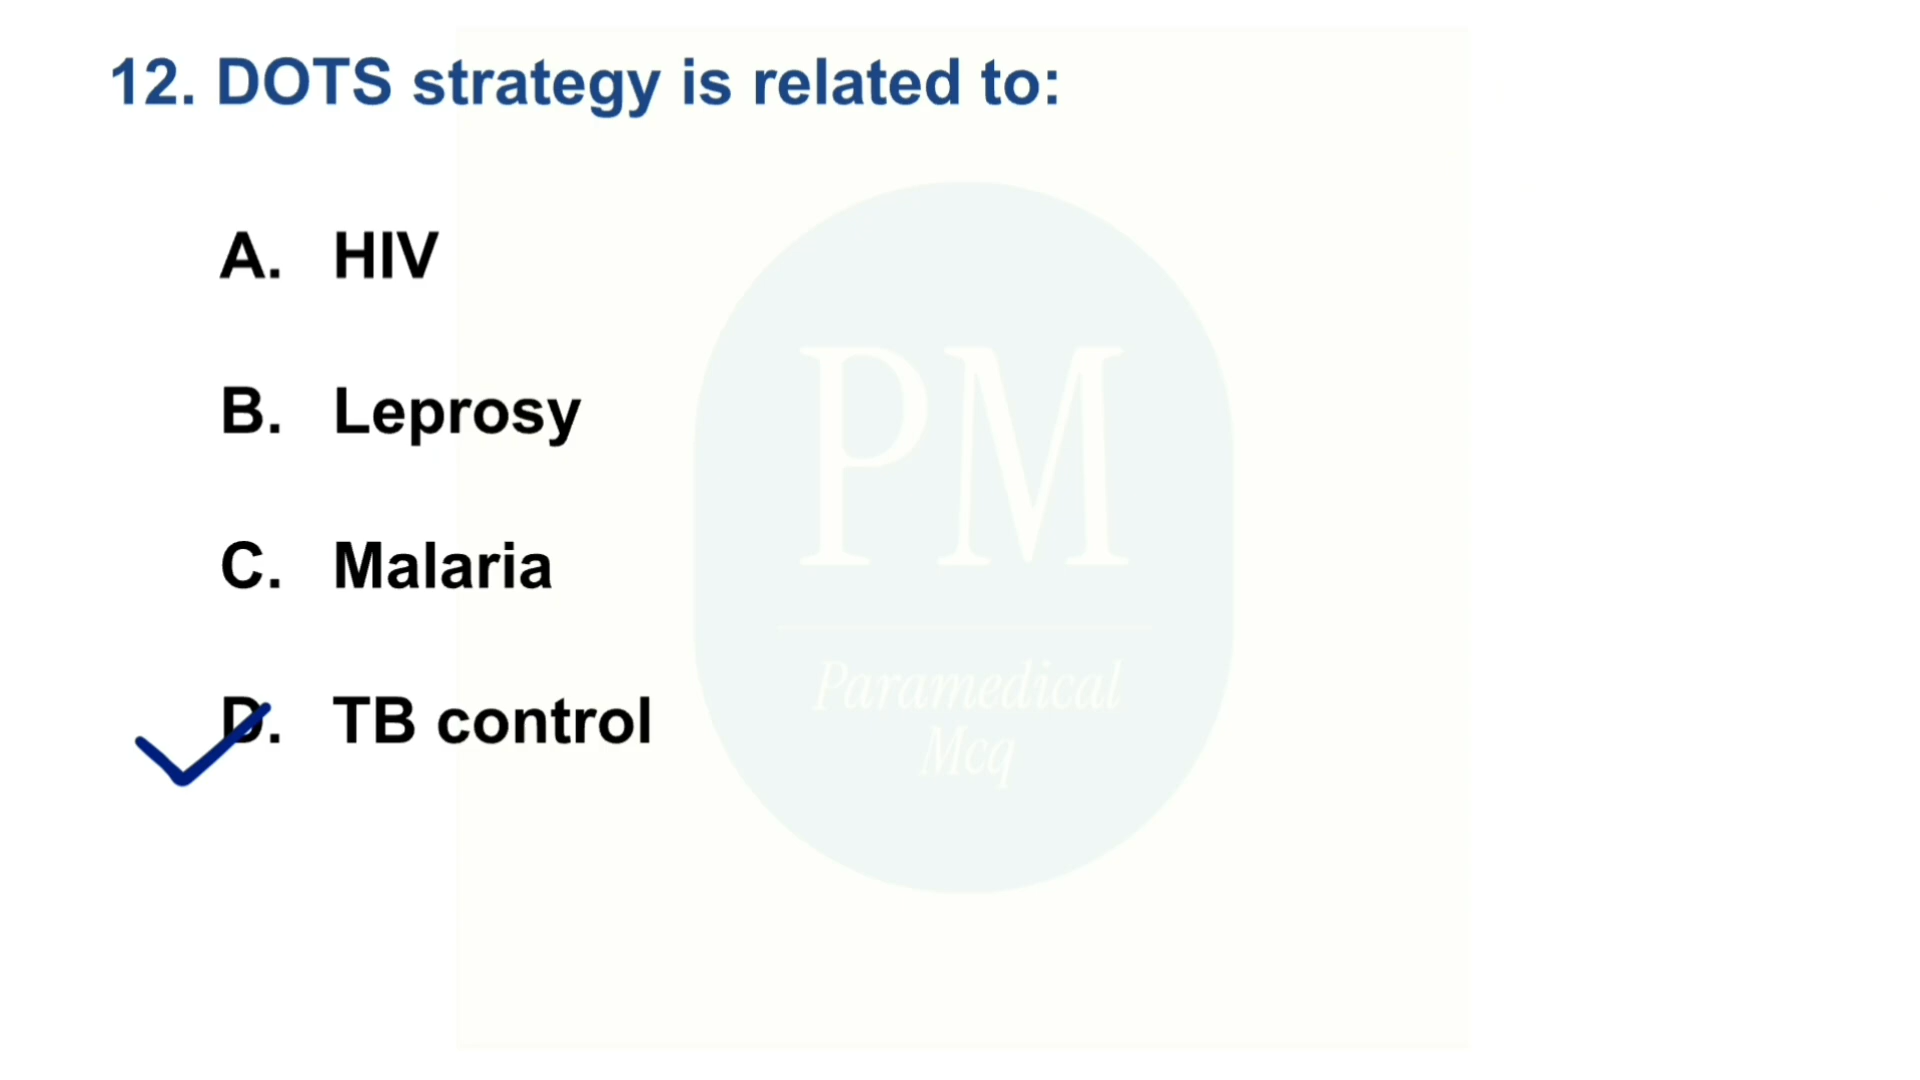 12. DOTS strategy is related to:
A. HIV
B. Leprosy
C. Malaria
D. TB control
PM
Paramedical
Mcq